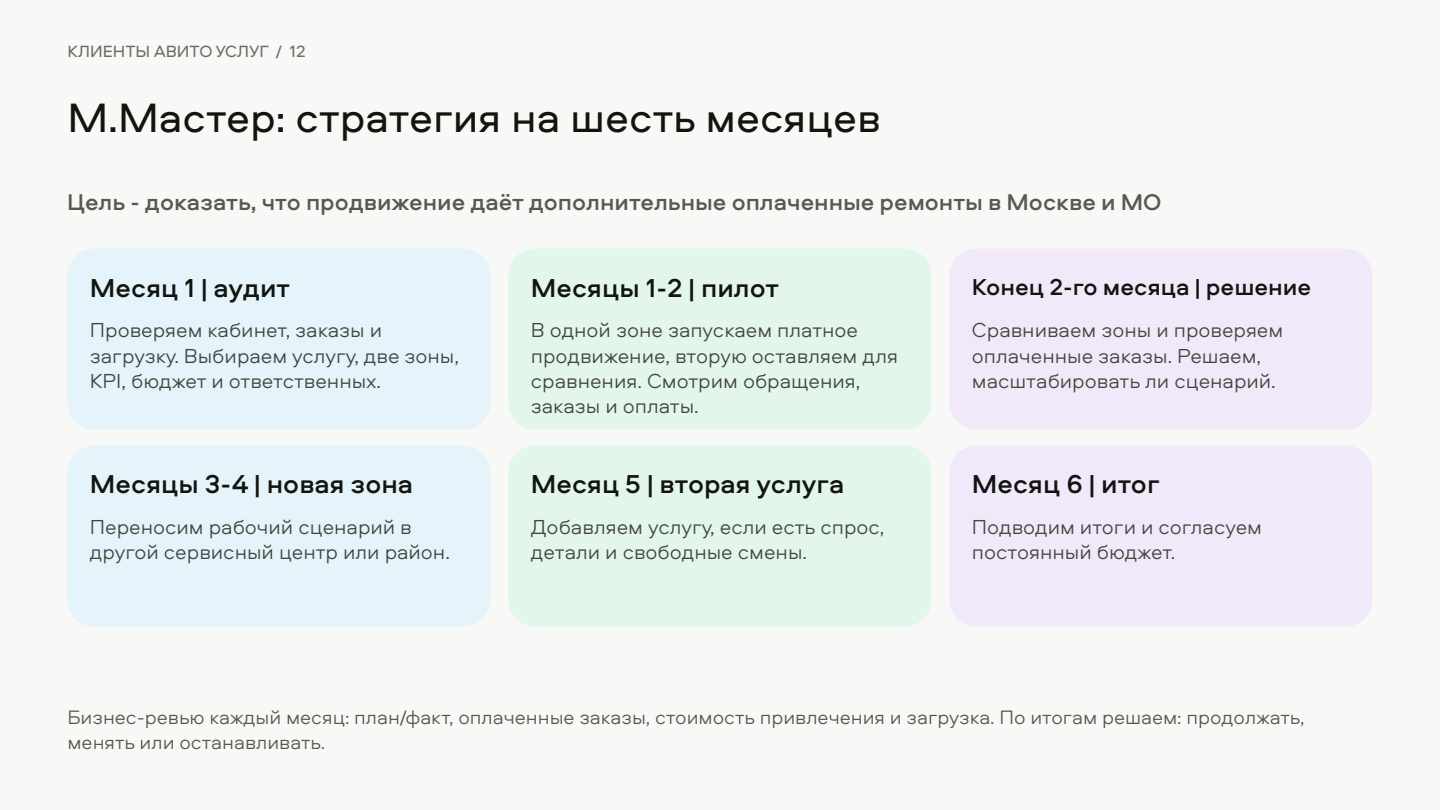 КЛИЕНТЫ АВИТО УСЛУГ / 12
М.Мастер: стратегия на шесть месяцев
Цель - доказать, что продвижение даёт дополнительные оплаченные ремонты в Москве и МО
Месяц 1 | аудит
Проверяем кабинет, заказы и
загрузку. Выбираем услугу, две зоны,
KPI, бюджет и ответственных.
Месяцы 1-2 | пилот
В одной зоне запускаем платное
продвижение, вторую оставляем для
сравнения. Смотрим обращения,
заказы и оплаты.
Конец 2-го месяца | решение
Сравниваем зоны и проверяем
оплаченные заказы. Решаем,
масштабировать ли сценарий.
Месяцы 3-4 | новая зона
Переносим рабочий сценарий в
другой сервисный центр или район.
Месяц 5 | вторая услуга
Добавляем услугу, если есть спрос,
детали и свободные смены.
Месяц 6 | итог
Подводим итоги и согласуем
постоянный бюджет.
Бизнес-ревью каждый месяц: план/факт, оплаченные заказы, стоимость привлечения и загрузка. По итогам решаем: продолжать,
менять или останавливать.